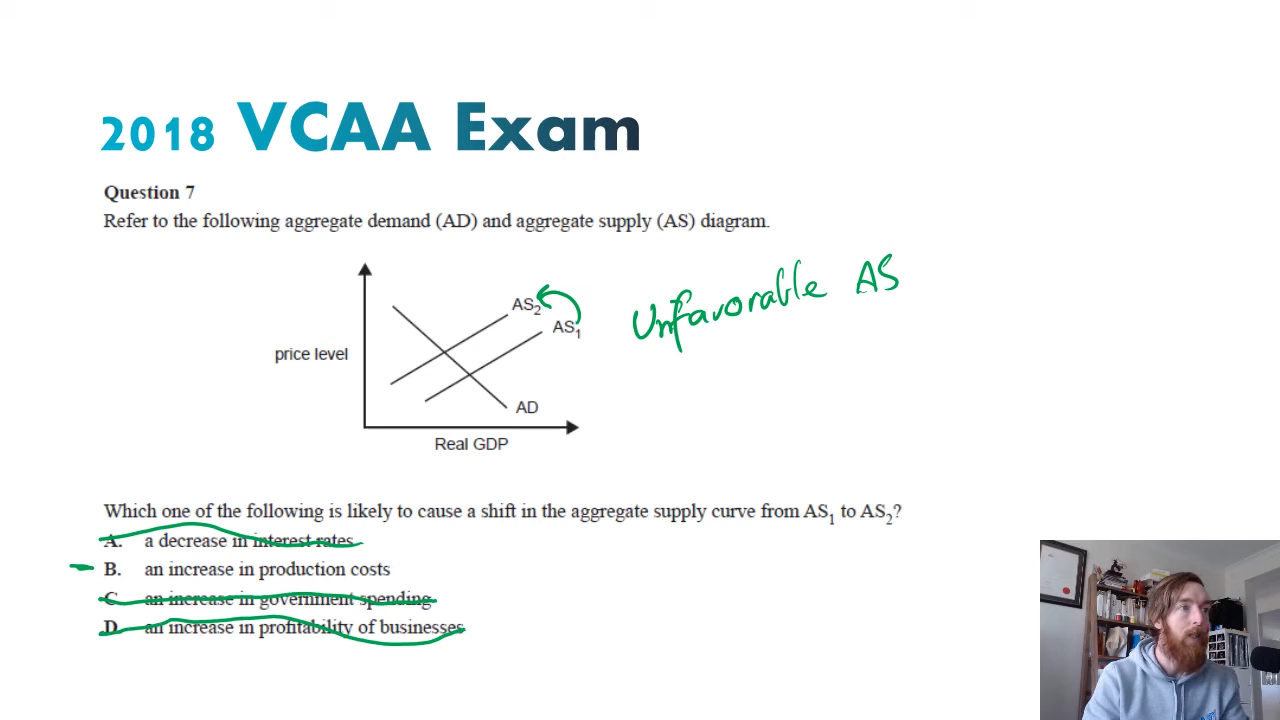 2018 VCAA Exam
Question 7
Refer to the following aggregate demand (AD) and aggregate supply (AS) diagram.
AS2
AS1
Unfavorable AS
price level
AD
Real GDP
Which one of the following is likely to cause a shift in the aggregate supply curve from AS1 to AS2?
A. a decrease in interest rates
B. an increase in production costs
C. an increase in government spending
D. an increase in profitability of businesses